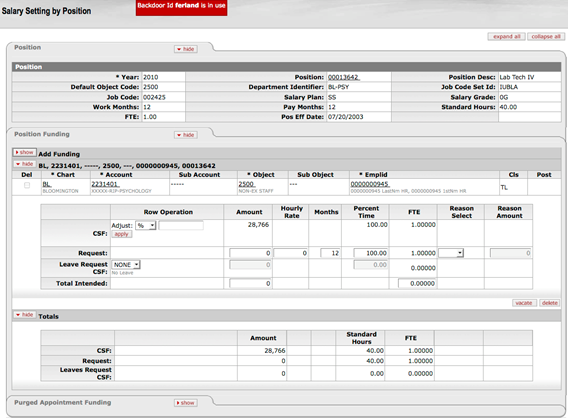 Salary Setting by Position
Backdoor Id ferland is in use
expand all collapse all
Position hide
Position
* Year: 2010 Position: 00013642 Position Desc: Lab Tech IV
Default Object Code: 2500 Department Identifier: BL-PSY Job Code Set Id: IUBLA
Job Code: 002425 Salary Plan: SS Salary Grade: 0G
Work Months: 12 Pay Months: 12 Standard Hours: 40.00
FTE: 1.00 Pos Eff Date: 07/20/2003
Position Funding hide
show Add Funding
hide BL, 2231401, -----, 2500, ---, 0000000945, 00013642
Del * Chart * Account Sub Account * Object Sub Object * Emplid Cls Post
BL 2231401 ----- 2500 --- 0000000945 TL
BLOOMINGTON XXXXX-RIP-PSYCHOLOGY NON-EX STAFF 0000000945 LastNm HR, 0000000945 1stNm HR
Row Operation Amount Hourly Rate Months Percent Time FTE Reason Select Reason Amount
CSF: Adjust: % 28,766 100.00 1.00000
apply
Request: 0 0 12 100.00 1.00000 0
Leave Request CSF: NONE 0 0.00 0.00000
No Leave
Total Intended: 0 0.00000
vacate delete
hide Totals
Amount Standard Hours FTE
CSF: 28,766 40.00 1.00000
Request: 0 40.00 1.00000
Leaves Request CSF: 0 0.00 0.00000
Purged Appointment Funding show